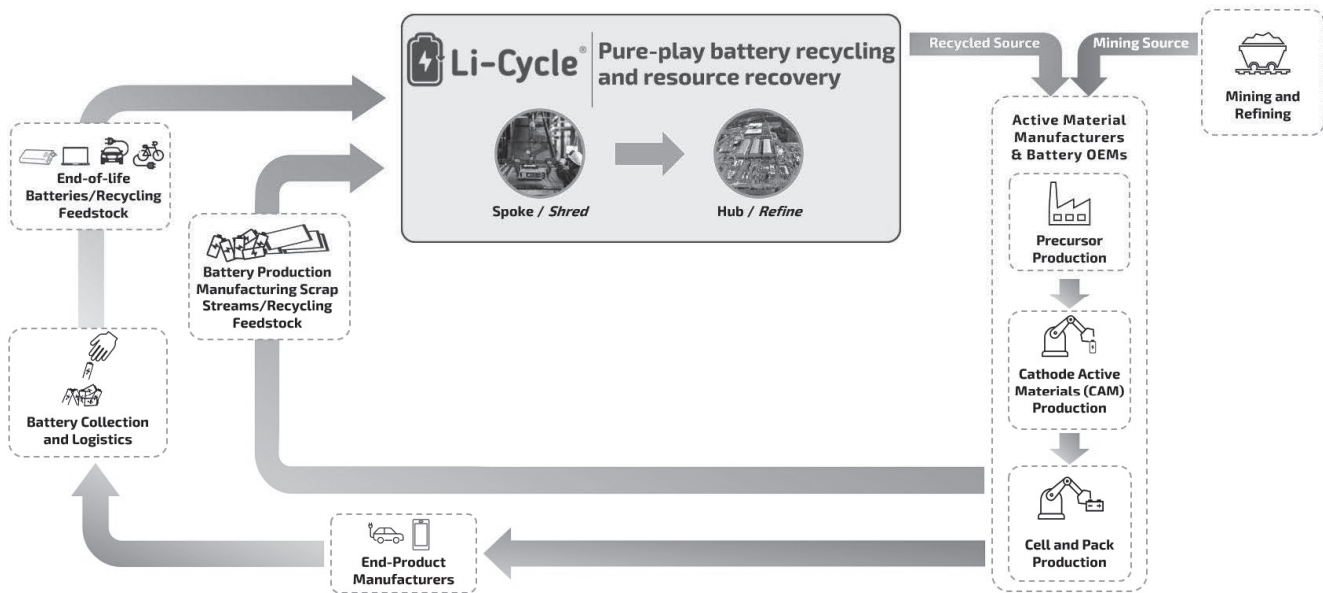 Li-Cycle®
Pure-play battery recycling
and resource recovery
Spoke / Shred
Hub / Refine
Recycled Source
Mining Source
Mining and
Refining
Active Material
Manufacturers
& Battery OEMs
Precursor
Production
Cathode Active
Materials (CAM)
Production
Cell and Pack
Production
End-Product
Manufacturers
Battery Collection
and Logistics
End-of-life
Batteries/Recycling
Feedstock
Battery Production
Manufacturing Scrap
Streams/Recycling
Feedstock